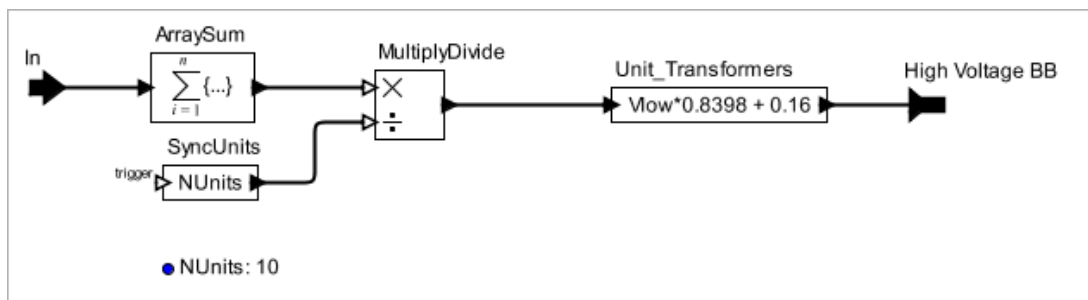 ArraySum
In
n
∑{...}
i = 1
MultiplyDivide
×
÷
Unit_Transformers
Vlow*0.8398 + 0.16
High Voltage BB
SyncUnits
trigger
NUnits
NUnits: 10